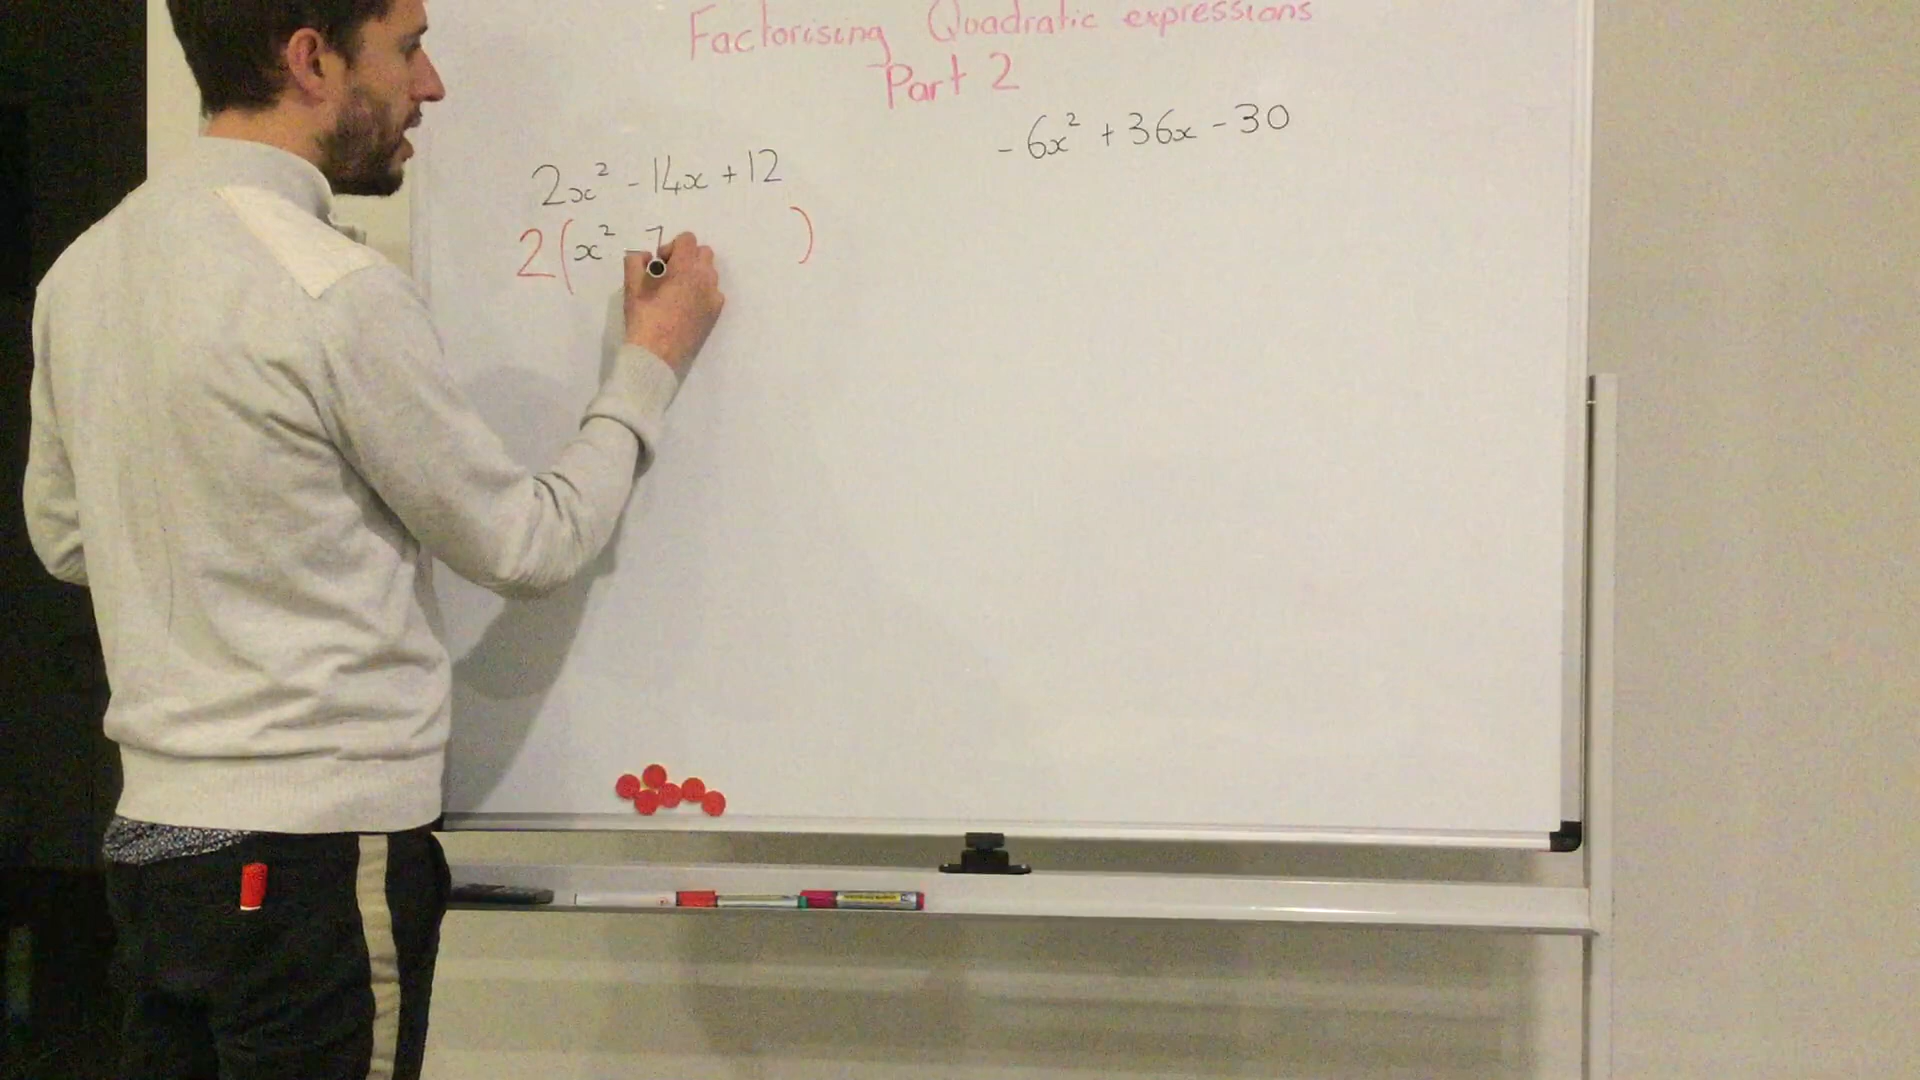 Factorising Quadratic expressions
Part 2
2x² - 14x + 12
2(x² - 7 )
- 6x² + 36x - 30